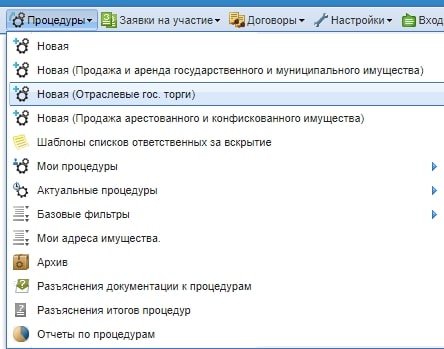 Процедуры Заявки на участие Договоры Настройки Вход
Новая
Новая (Продажа и аренда государственного и муниципального имущества)
Новая (Отраслевые гос. торги)
Новая (Продажа арестованного и конфискованного имущества)
Шаблоны списков ответственных за вскрытие
Мои процедуры
Актуальные процедуры
Базовые фильтры
Мои адреса имущества.
Архив
Разъяснения документации к процедурам
Разъяснения итогов процедур
Отчеты по процедурам